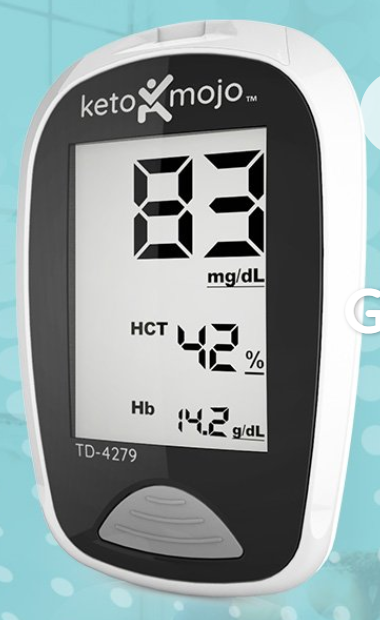 keto mojo™
83
mg/dL
HCT 42 %
Hb 14.2 g/dL
TD-4279
G